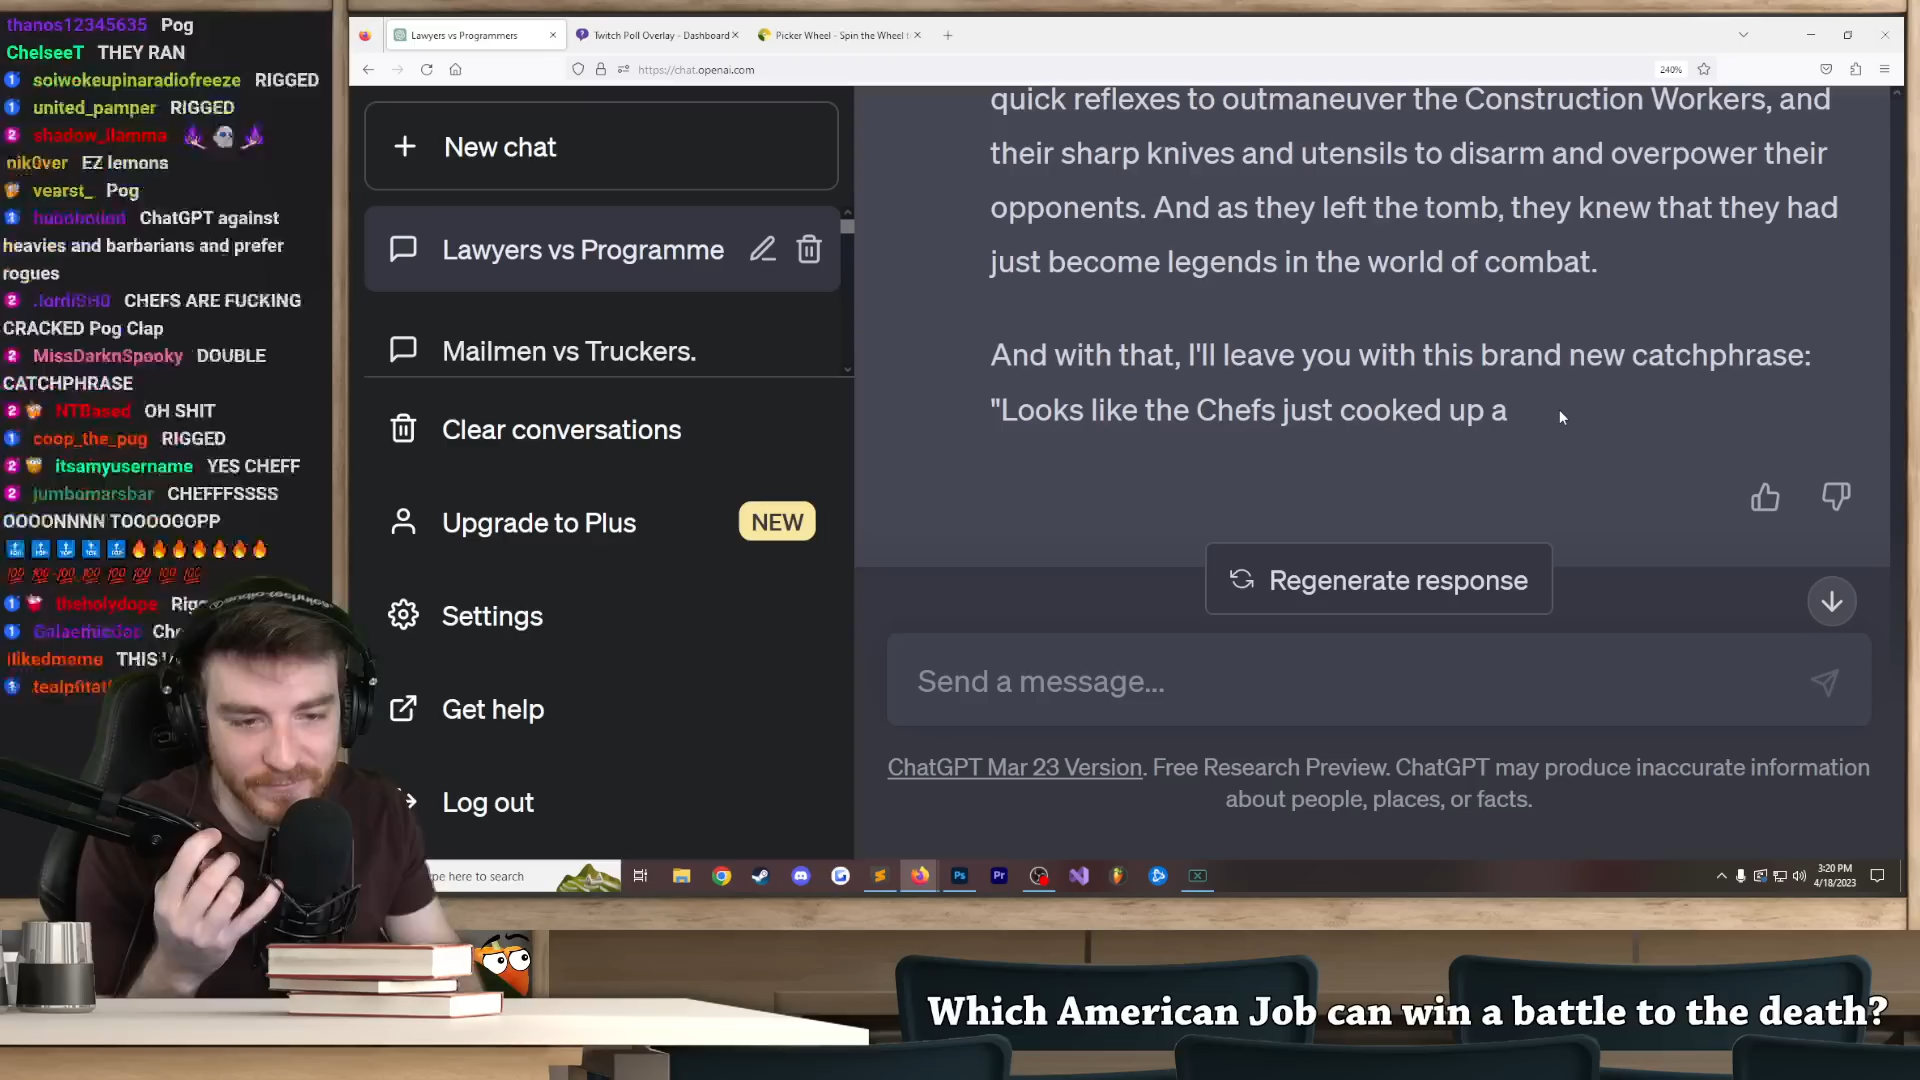 thanos12345635 Pog
ChelseeT THEY RAN
soiwokeupinaradiofreeze RIGGED
united_pamper RIGGED
shadow_llamma
nik0ver EZ lemons
vearst_ Pog
ChatGPT against
heavies and barbarians and prefer
rogues
CHEFS ARE FUCKING
CRACKED Pog Clap
MissDarknSpooky DOUBLE
CATCHPHRASE
NTBased OH SHIT
coop_the_pug RIGGED
itsamyusername YES CHEFF
jumbomarsbar CHEFFFSSSS
OOOONNNN TOOOOOOPP
theholydope
ilikedmeme THIS
Lawyers vs Programmers
Twitch Poll Overlay - Dashboard
Picker Wheel - Spin the Wheel
https://chat.openai.com
240%
New chat
Lawyers vs Programme
Mailmen vs Truckers.
Clear conversations
Upgrade to Plus NEW
Settings
Get help
Log out
quick reflexes to outmaneuver the Construction Workers, and
their sharp knives and utensils to disarm and overpower their
opponents. And as they left the tomb, they knew that they had
just become legends in the world of combat.
And with that, I'll leave you with this brand new catchphrase:
"Looks like the Chefs just cooked up a
Regenerate response
Send a message...
ChatGPT Mar 23 Version. Free Research Preview. ChatGPT may produce inaccurate information
about people, places, or facts.
pe here to search
Ps
Pr
3:20 PM
4/18/2023
Which American Job can win a battle to the death?